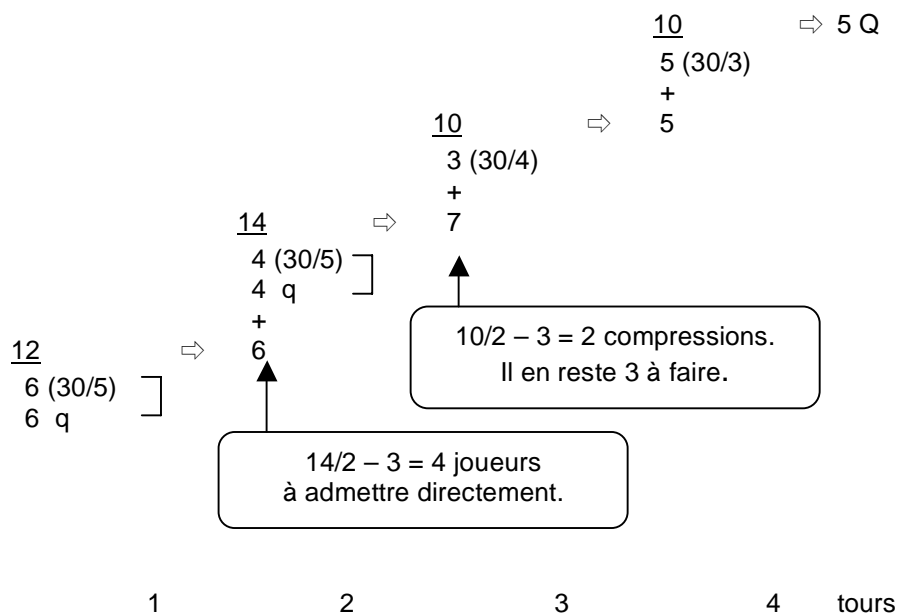 10 ⇨ 5 Q
5 (30/3)
+
5
10 ⇨
3 (30/4)
+
7
14 ⇨
4 (30/5)
4 q
+
6
12 ⇨
6 (30/5)
6 q
10/2 – 3 = 2 compressions.
Il en reste 3 à faire.
14/2 – 3 = 4 joueurs
à admettre directement.
1 2 3 4 tours